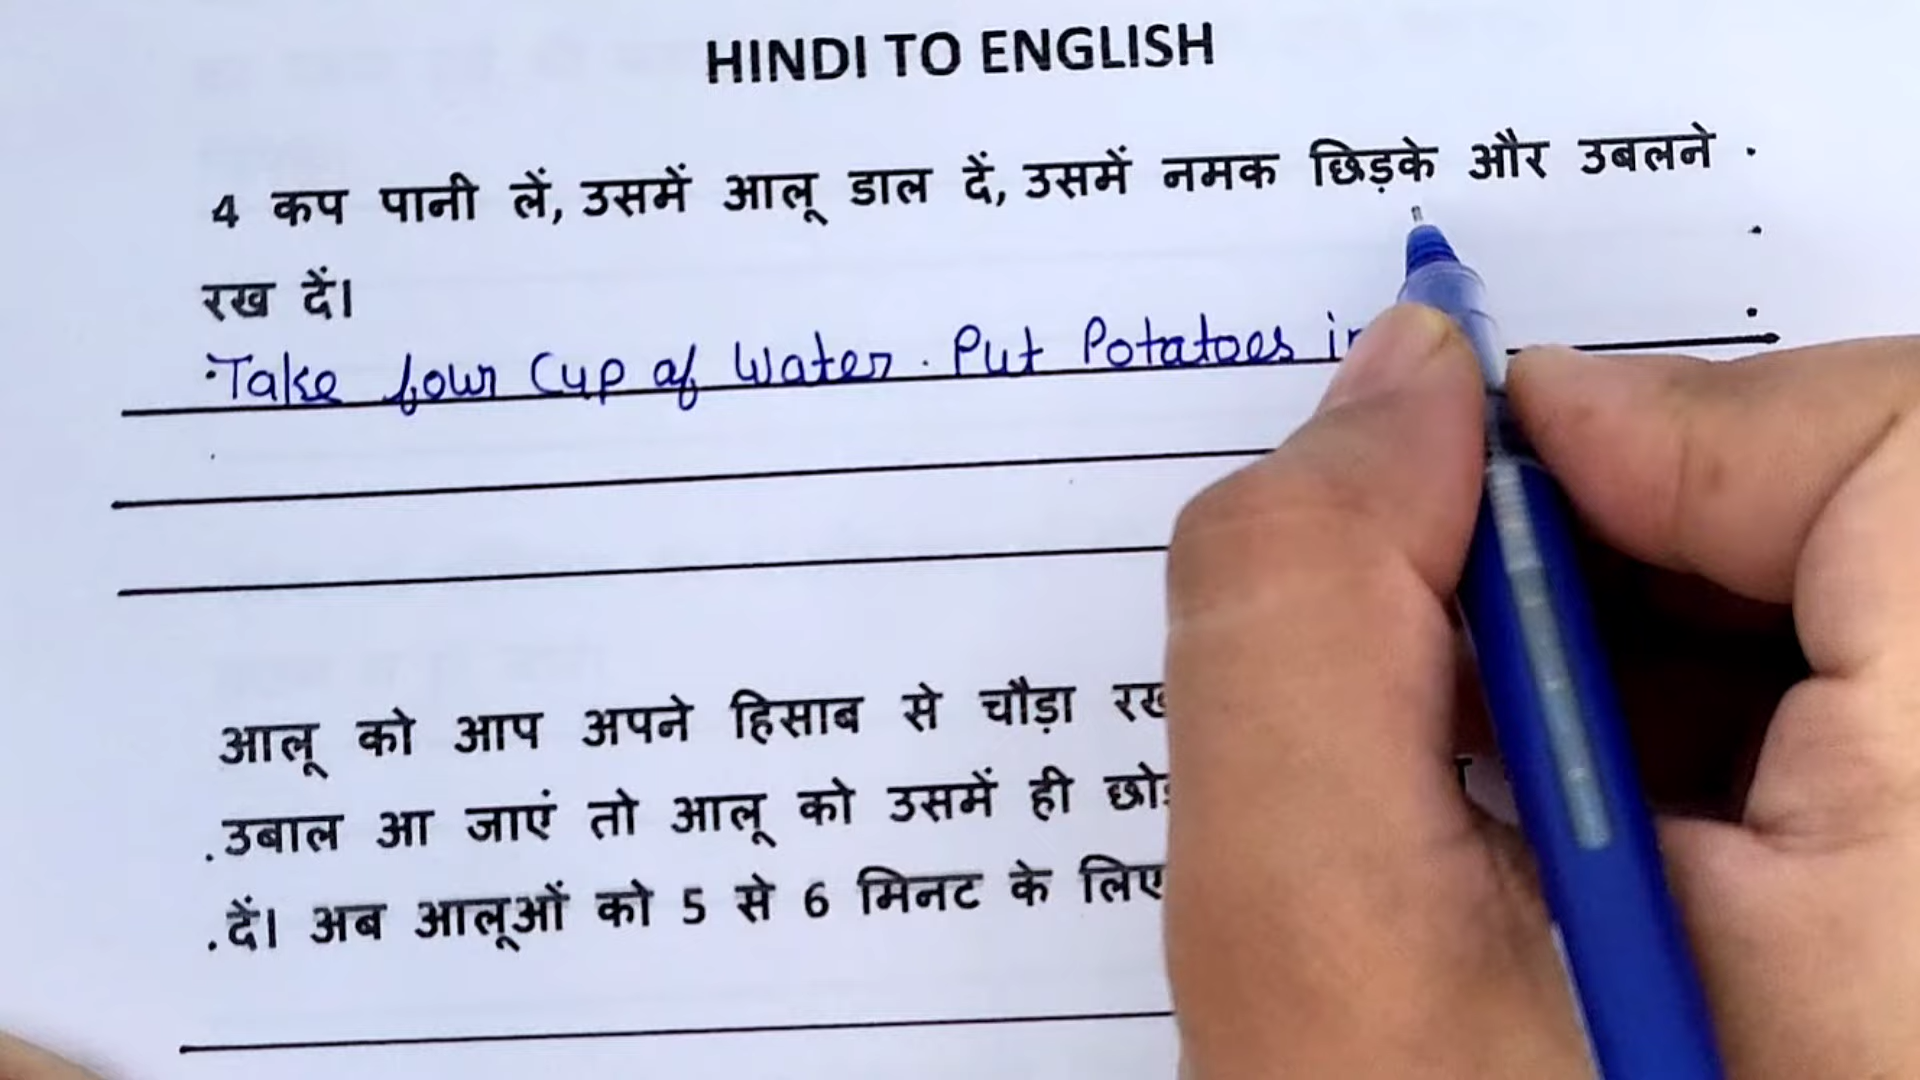 HINDI TO ENGLISH
4 कप पानी लें, उसमें आलू डाल दें, उसमें नमक छिड़के और उबलने
रख दें।
Take four Cup of Water. Put Potatoes in
आलू को आप अपने हिसाब से चौड़ा
उबाल आ जाएं तो आलू को उसमें ही
दें। अब आलूओं को 5 से 6 मिनट के लिए